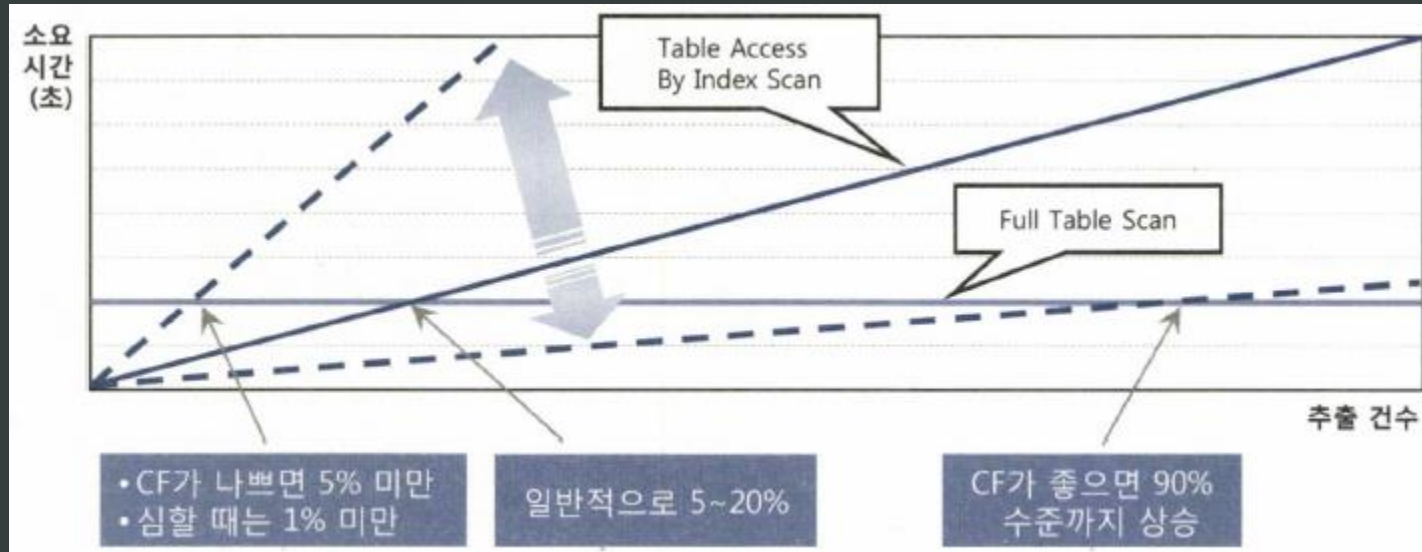 소요
시간
(초)
Table Access
By Index Scan
Full Table Scan
추출 건수
• CF가 나쁘면 5% 미만
• 심할 때는 1% 미만
일반적으로 5~20%
CF가 좋으면 90%
수준까지 상승